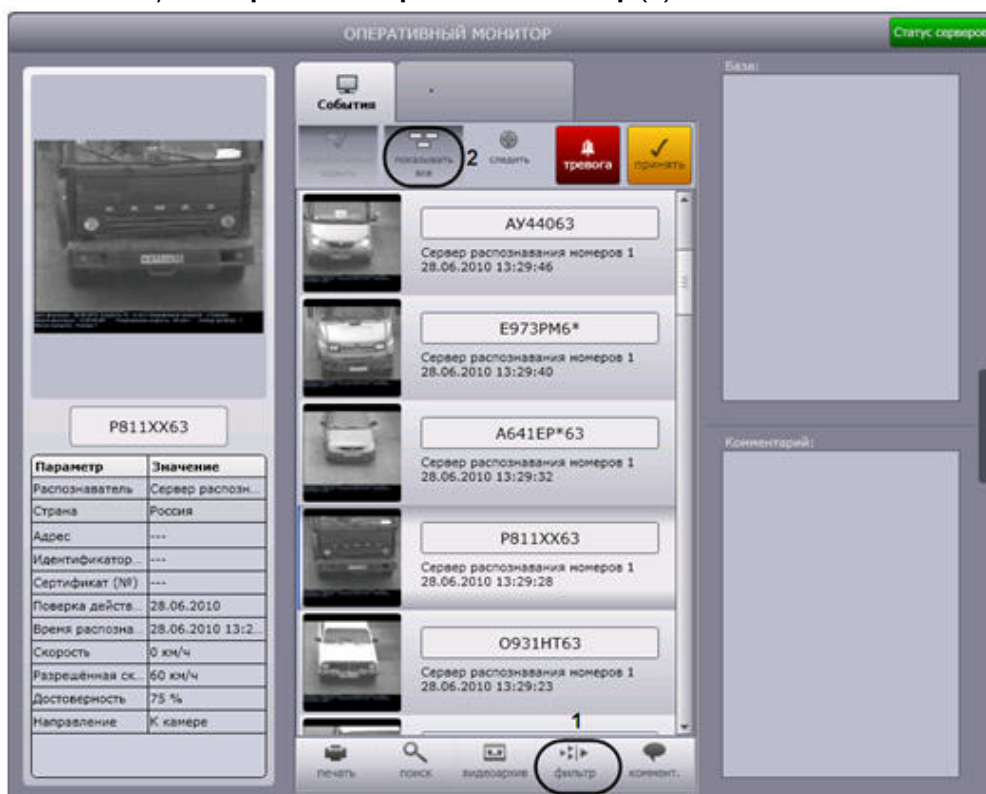 ОПЕРАТИВНЫЙ МОНИТОР
Статус серверов
P811XX63
Параметр Значение
Распознаватель Сервер распозн...
Страна Россия
Адрес ---
Идентификатор... ---
Сертификат (№) ---
Поверка действ... 28.06.2010
Время распозна... 28.06.2010 13:2...
Скорость 0 км/ч
Разрешённая ск... 60 км/ч
Достоверность 75 %
Направление К камере
События
показывать
все
2
следить
тревога
принять
АУ44063
Сервер распознавания номеров 1
28.06.2010 13:29:46
E973PM6*
Сервер распознавания номеров 1
28.06.2010 13:29:40
A641EP*63
Сервер распознавания номеров 1
28.06.2010 13:29:32
P811XX63
Сервер распознавания номеров 1
28.06.2010 13:29:28
O931HT63
Сервер распознавания номеров 1
28.06.2010 13:29:23
1
печать
поиск
видеоархив
фильтр
коммент.
База:
Комментарий: